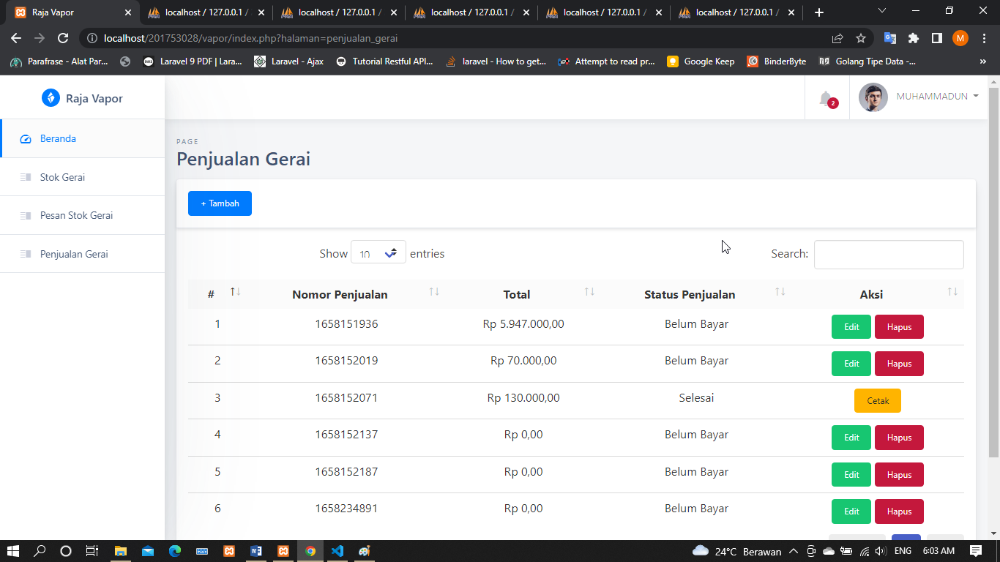 Raja Vapor
localhost / 127.0.0.1 /
localhost / 127.0.0.1 /
localhost / 127.0.0.1 /
localhost / 127.0.0.1 /
localhost / 127.0.0.1 /
localhost/201753028/vapor/index.php?halaman=penjualan_gerai
M
Parafrase - Alat Par...
Laravel 9 PDF | Lara...
Laravel - Ajax
Tutorial Restful API...
laravel - How to get...
Attempt to read pr...
Google Keep
BinderByte
Golang Tipe Data -...
»
Raja Vapor
2
MUHAMMADUN
Beranda
Stok Gerai
Pesan Stok Gerai
Penjualan Gerai
PAGE
Penjualan Gerai
+ Tambah
Show 10 entries
Search:
# Nomor Penjualan Total Status Penjualan Aksi
1 1658151936 Rp 5.947.000,00 Belum Bayar Edit Hapus
2 1658152019 Rp 70.000,00 Belum Bayar Edit Hapus
3 1658152071 Rp 130.000,00 Selesai Cetak
4 1658152137 Rp 0,00 Belum Bayar Edit Hapus
5 1658152187 Rp 0,00 Belum Bayar Edit Hapus
6 1658234891 Rp 0,00 Belum Bayar Edit Hapus
24°C Berawan
ENG
6:03 AM